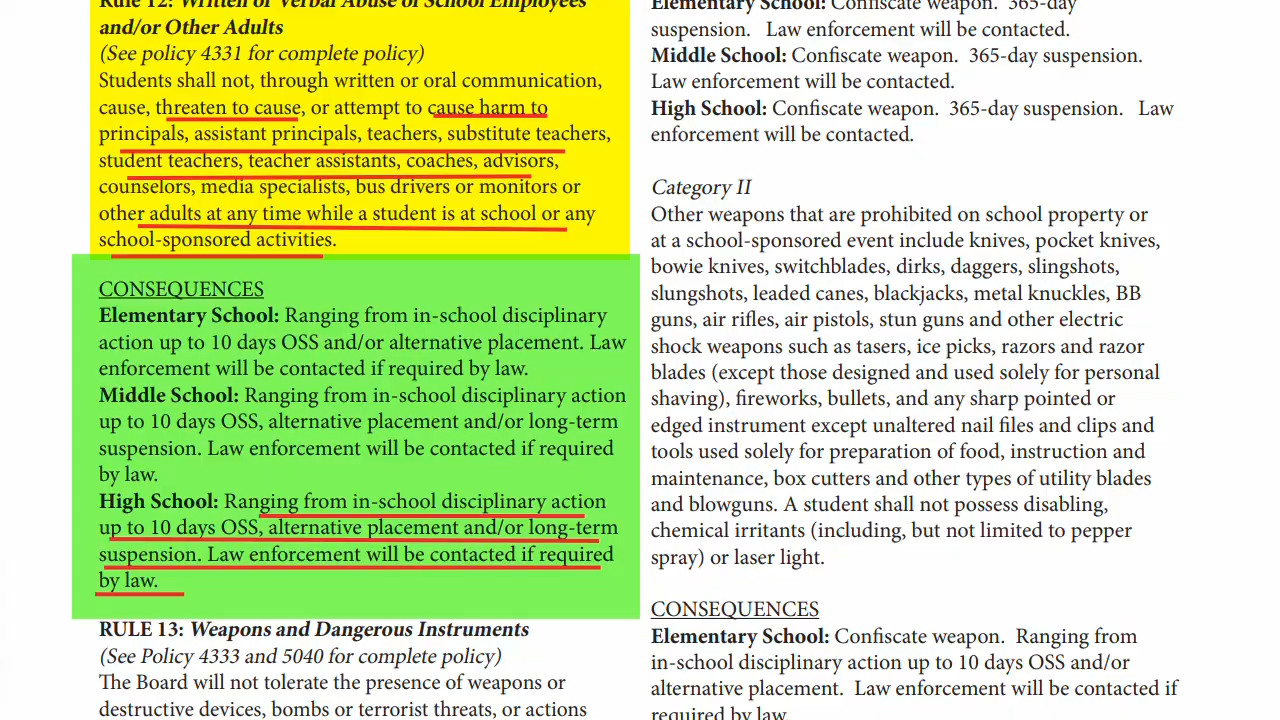 Rule 12: Written or Verbal Abuse of School Employees
and/or Other Adults
(See policy 4331 for complete policy)
Students shall not, through written or oral communication,
cause, threaten to cause, or attempt to cause harm to
principals, assistant principals, teachers, substitute teachers,
student teachers, teacher assistants, coaches, advisors,
counselors, media specialists, bus drivers or monitors or
other adults at any time while a student is at school or any
school-sponsored activities.
CONSEQUENCES
Elementary School: Ranging from in-school disciplinary
action up to 10 days OSS and/or alternative placement. Law
enforcement will be contacted if required by law.
Middle School: Ranging from in-school disciplinary action
up to 10 days OSS, alternative placement and/or long-term
suspension. Law enforcement will be contacted if required
by law.
High School: Ranging from in-school disciplinary action
up to 10 days OSS, alternative placement and/or long-term
suspension. Law enforcement will be contacted if required
by law.
RULE 13: Weapons and Dangerous Instruments
(See Policy 4333 and 5040 for complete policy)
The Board will not tolerate the presence of weapons or
destructive devices, bombs or terrorist threats, or actions
Elementary School: Confiscate weapon. 365-day
suspension. Law enforcement will be contacted.
Middle School: Confiscate weapon. 365-day suspension.
Law enforcement will be contacted.
High School: Confiscate weapon. 365-day suspension. Law
enforcement will be contacted.
Category II
Other weapons that are prohibited on school property or
at a school-sponsored event include knives, pocket knives,
bowie knives, switchblades, dirks, daggers, slingshots,
slungshots, leaded canes, blackjacks, metal knuckles, BB
guns, air rifles, air pistols, stun guns and other electric
shock weapons such as tasers, ice picks, razors and razor
blades (except those designed and used solely for personal
shaving), fireworks, bullets, and any sharp pointed or
edged instrument except unaltered nail files and clips and
tools used solely for preparation of food, instruction and
maintenance, box cutters and other types of utility blades
and blowguns. A student shall not possess disabling,
chemical irritants (including, but not limited to pepper
spray) or laser light.
CONSEQUENCES
Elementary School: Confiscate weapon. Ranging from
in-school disciplinary action up to 10 days OSS and/or
alternative placement. Law enforcement will be contacted if
required by law.